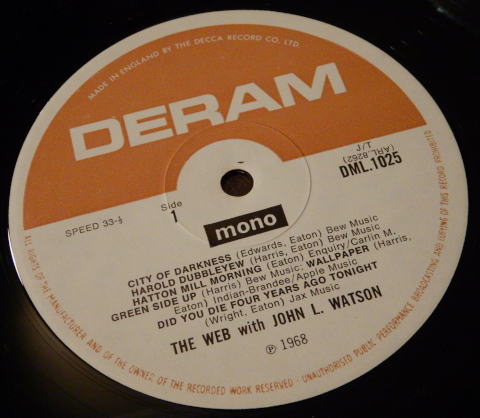 MADE IN ENGLAND BY THE DECCA RECORD CO. LTD.
DERAM
SPEED 33-⅓
Side
1
mono
(ARL.8262)
T/J
DML.1025
CITY OF DARKNESS (Edwards, Eaton) Bew Music
HAROLD DUBBLEYEW (Harris, Eaton) Bew Music
HATTON MILL MORNING (Eaton) Enquiry/Carlin M.
GREEN SIDE UP (Harris) Bew Music; WALLPAPER (Harris,
Eaton) Indian-Brandee/Apple Music
DID YOU DIE FOUR YEARS AGO TONIGHT
(Wright, Eaton) Jax Music
THE WEB with JOHN L. WATSON
℗ 1968
ALL RIGHTS OF THE MANUFACTURER AND OF THE OWNER OF THE RECORDED WORK RESERVED - UNAUTHORISED PUBLIC PERFORMANCE BROADCASTING AND COPYING OF THIS RECORD PROHIBITED